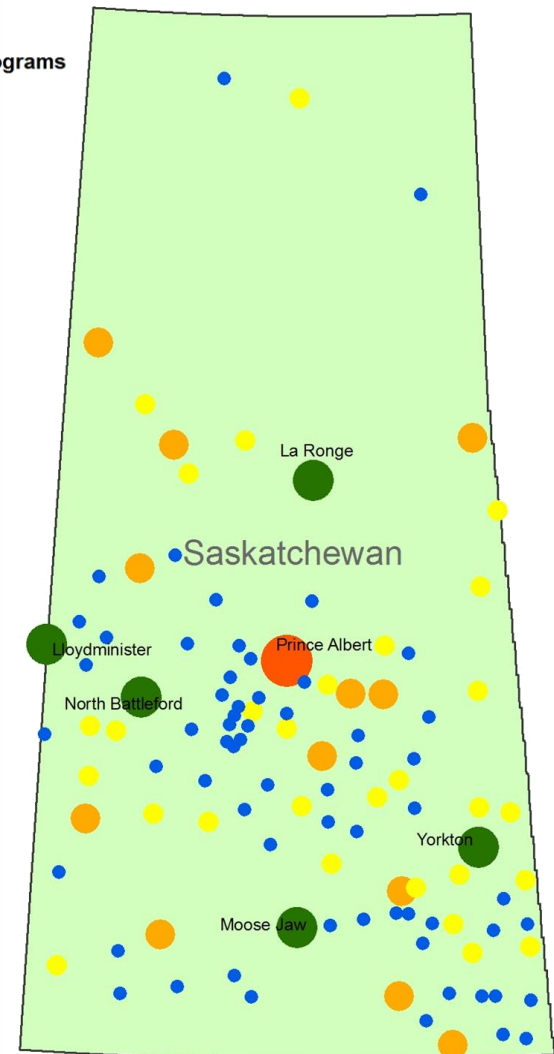 ograms
La Ronge
Saskatchewan
Prince Albert
Lloydminister
North Battleford
Yorkton
Moose Jaw